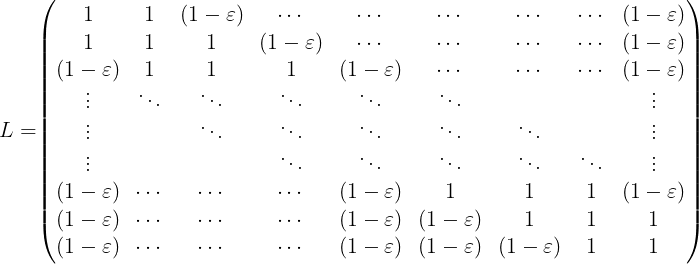 1 1 (1 − ε) ⋯ ⋯ ⋯ ⋯ ⋯ (1 − ε)
1 1 1 (1 − ε) ⋯ ⋯ ⋯ ⋯ (1 − ε)
(1 − ε) 1 1 1 (1 − ε) ⋯ ⋯ ⋯ (1 − ε)
⋮ ⋱ ⋱ ⋱ ⋱ ⋱ ⋮
L = ⋮ ⋱ ⋱ ⋱ ⋱ ⋱ ⋮
⋮ ⋱ ⋱ ⋱ ⋱ ⋱ ⋮
(1 − ε) ⋯ ⋯ ⋯ (1 − ε) 1 1 1 (1 − ε)
(1 − ε) ⋯ ⋯ ⋯ (1 − ε) (1 − ε) 1 1 1
(1 − ε) ⋯ ⋯ ⋯ (1 − ε) (1 − ε) (1 − ε) 1 1